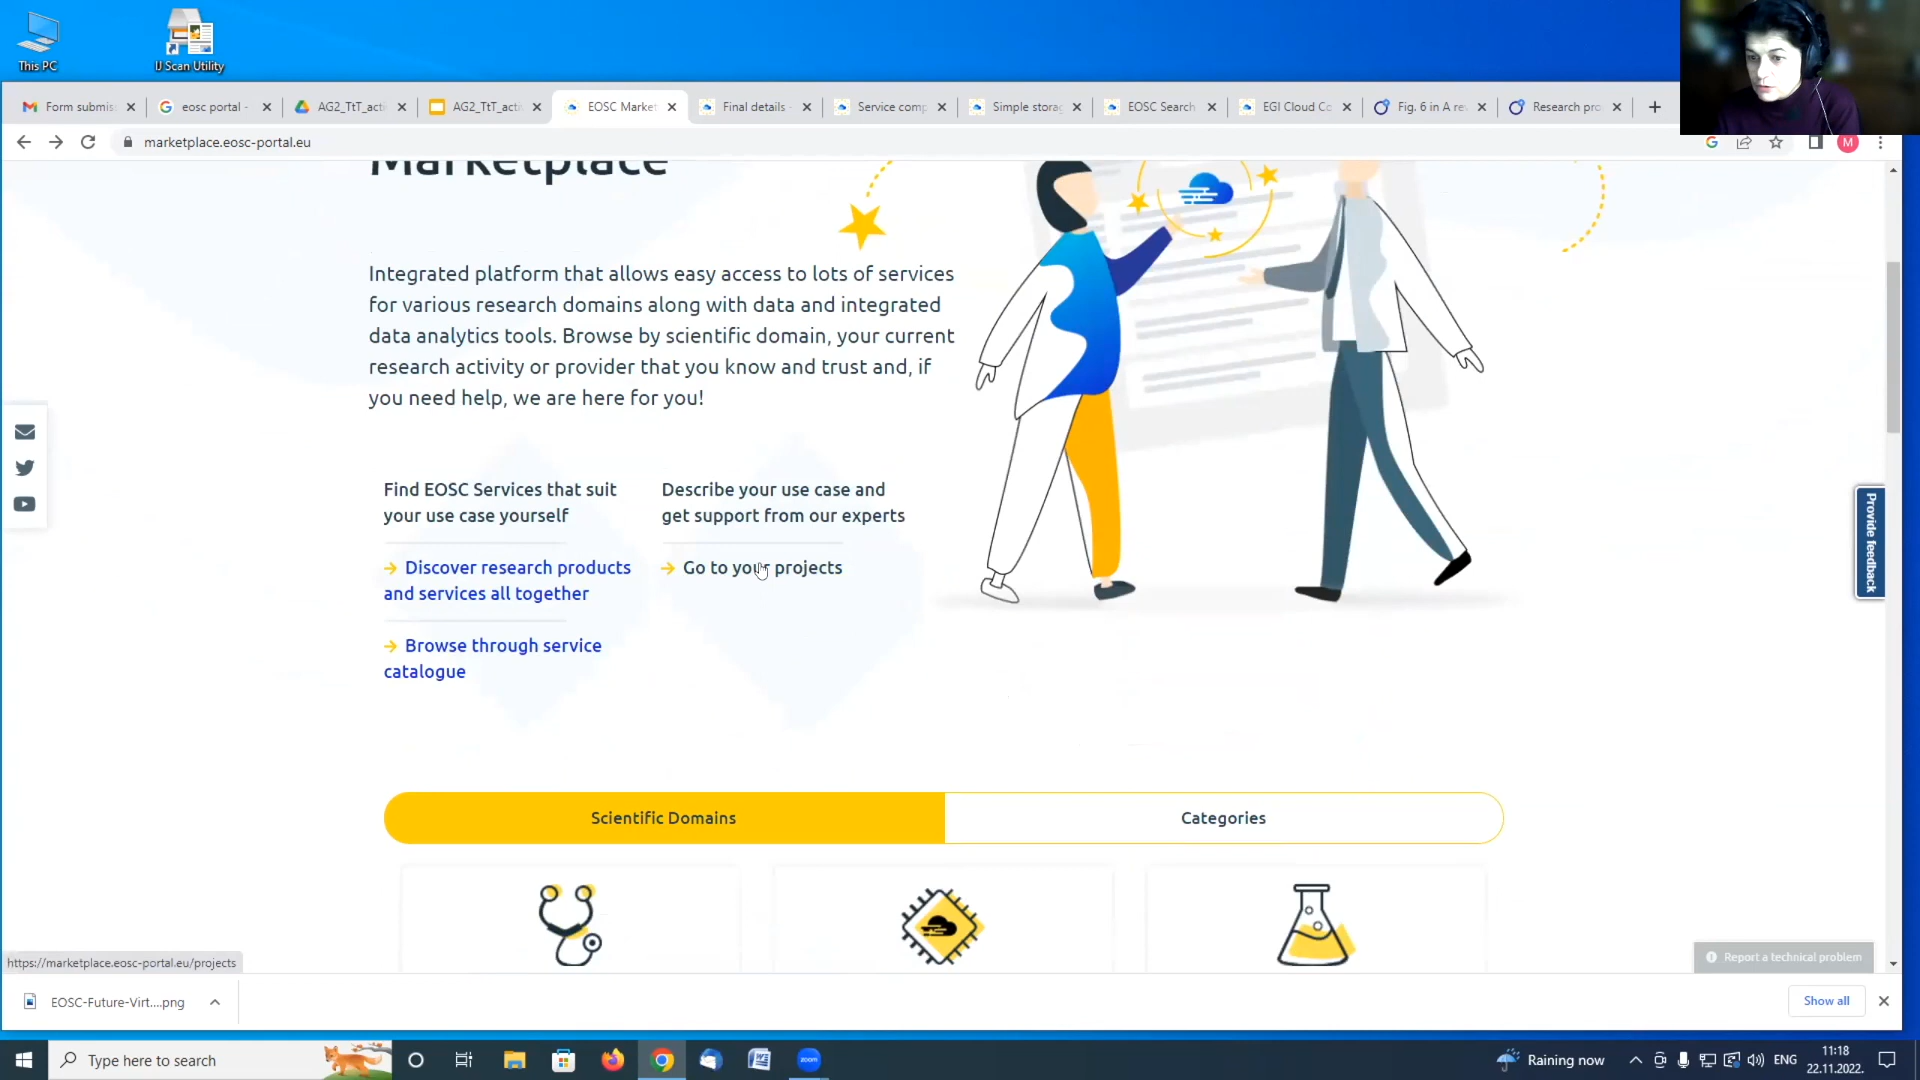 This PC
IJ Scan Utility
Form submis
eosc portal -
AG2_TtT_acti
AG2_TtT_acti
EOSC Market
Final details -
Service comp
Simple storag
EOSC Search
EGI Cloud Co
Fig. 6 in A re
Research pro
marketplace.eosc-portal.eu
M
Marketplace
Integrated platform that allows easy access to lots of services
for various research domains along with data and integrated
data analytics tools. Browse by scientific domain, your current
research activity or provider that you know and trust and, if
you need help, we are here for you!
Find EOSC Services that suit
your use case yourself
Describe your use case and
get support from our experts
Discover research products
and services all together
Go to your projects
Browse through service
catalogue
Provide feedback
Scientific Domains
Categories
Report a technical problem
https://marketplace.eosc-portal.eu/projects
EOSC-Future-Virt....png
Show all
Type here to search
zoom
Raining now
ENG
11:18
22.11.2022.